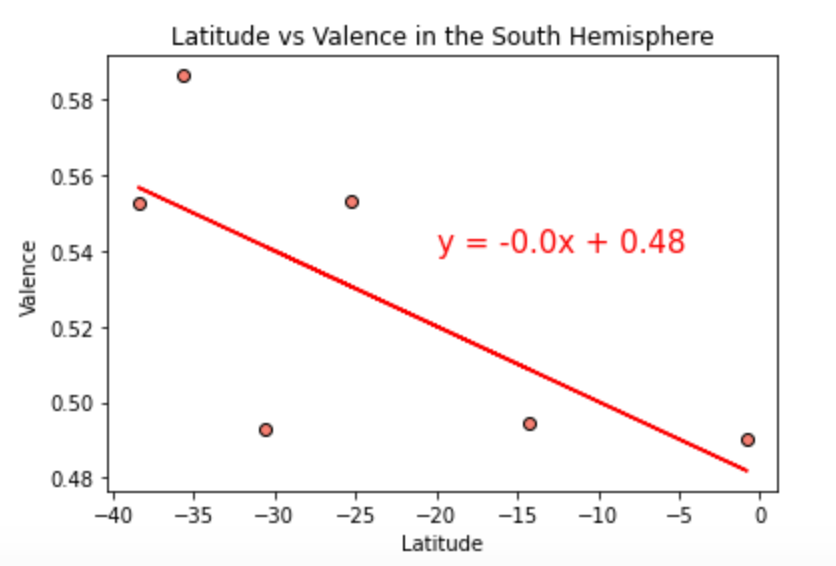 Latitude vs Valence in the South Hemisphere
0.58
0.56
0.54
0.52
0.50
0.48
Valence
y = -0.0x + 0.48
−40 −35 −30 −25 −20 −15 −10 −5 0
Latitude